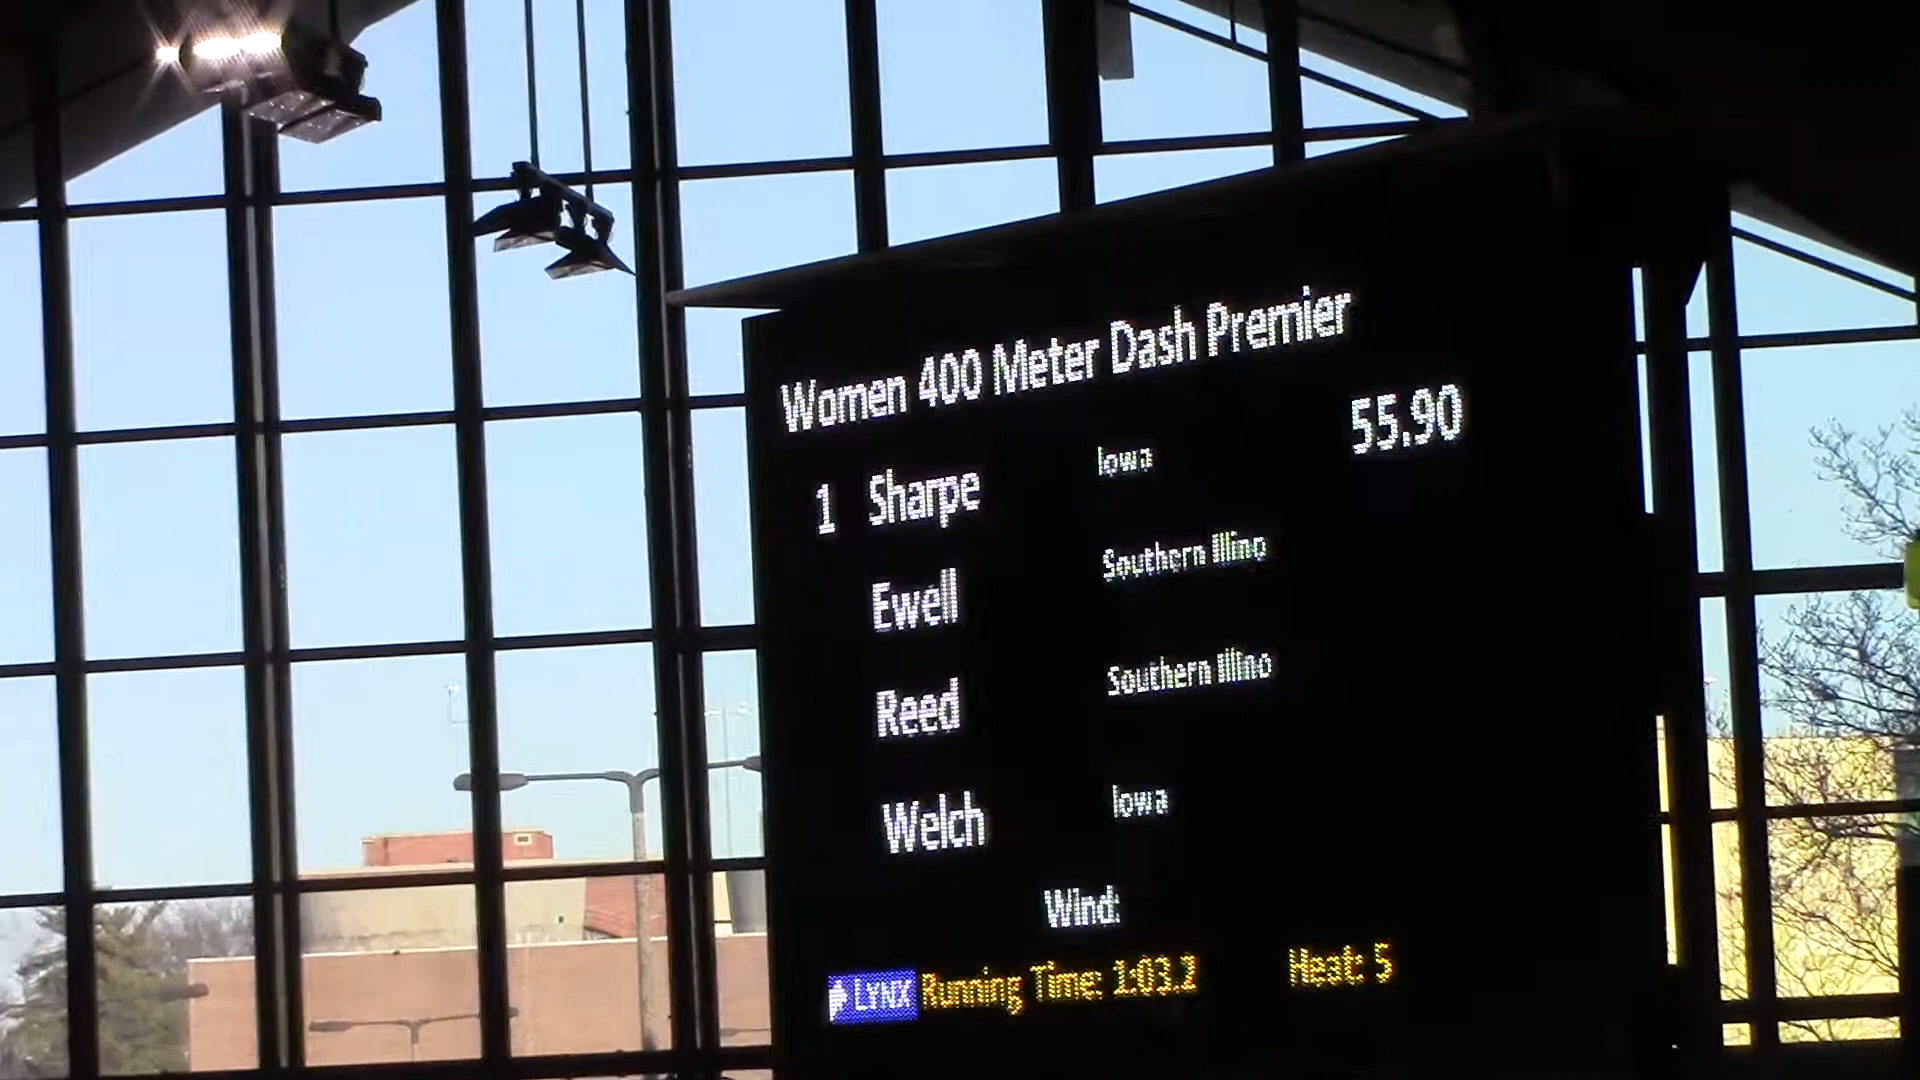 Women 400 Meter Dash Premier
1 Sharpe Iowa 55.90
Ewell Southern Illino
Reed Southern Illino
Welch Iowa
Wind:
LYNX Running Time: 1:03.2 Heat: 5